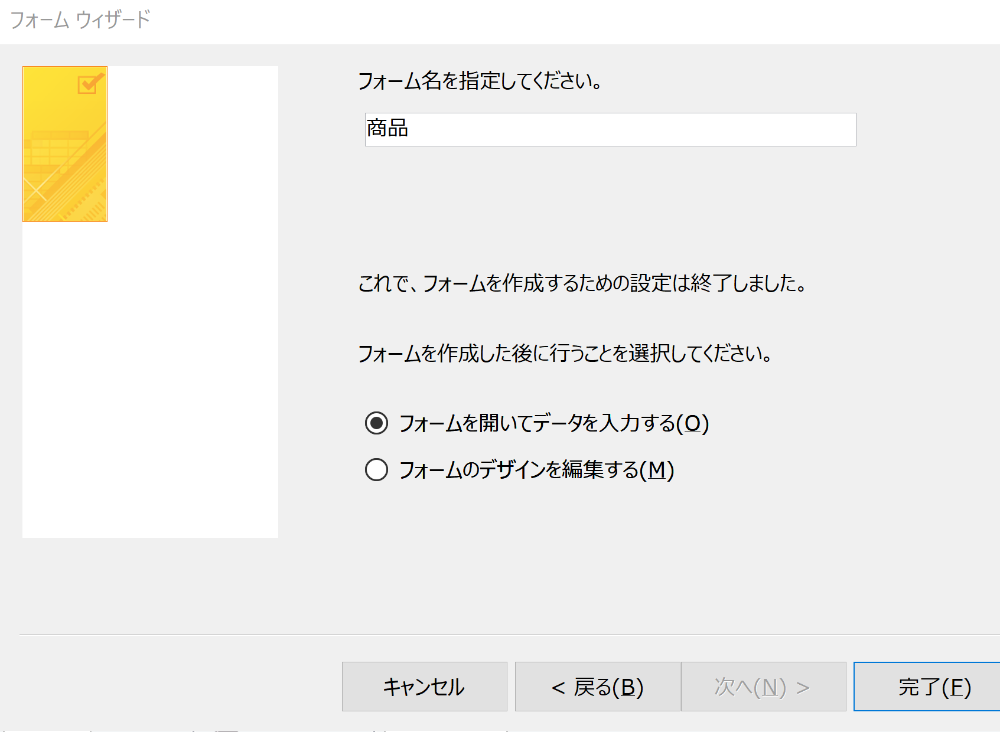 フォーム ウィザード
フォーム名を指定してください。
商品
これで、フォームを作成するための設定は終了しました。
フォームを作成した後に行うことを選択してください。
フォームを開いてデータを入力する(O)
フォームのデザインを編集する(M)
キャンセル
< 戻る(B)
次へ(N) >
完了(F)